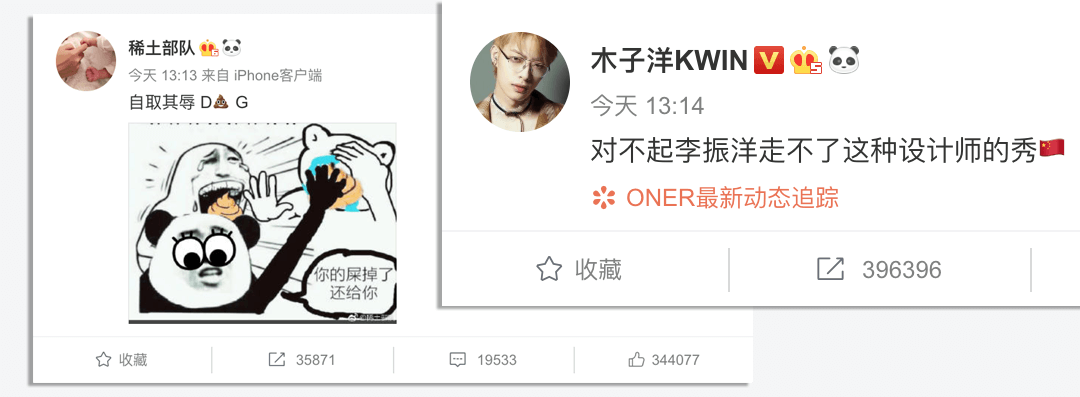 稀土部队
今天 13:13 来自 iPhone客户端
自取其辱 D💩 G
你的屎掉了
还给你
收藏
35871
19533
344077
木子洋KWIN
今天 13:14
对不起李振洋走不了这种设计师的秀🇨🇳
ONER最新动态追踪
收藏
396396